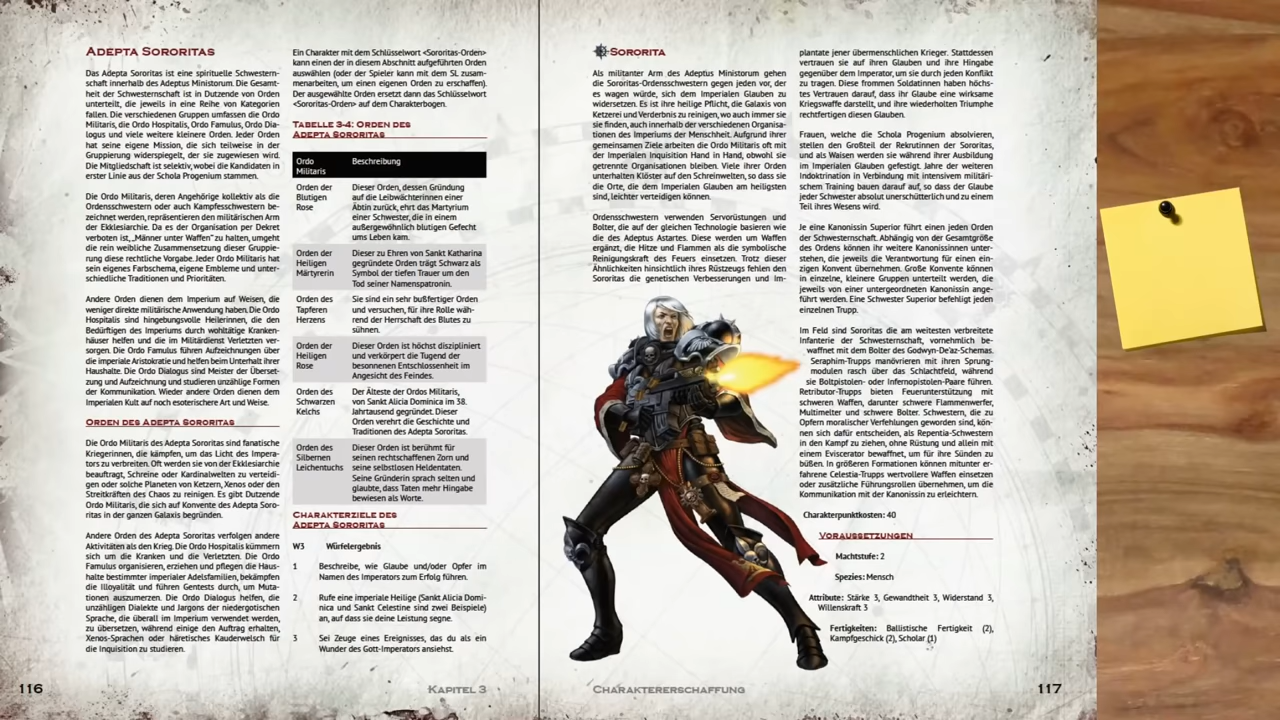 ADEPTA SORORITAS
Das Adepta Sororitas ist eine spirituelle Schwestern-
schaft innerhalb des Adeptus Ministorum. Die Gesamt-
heit der Schwesternschaft ist in Dutzende von Orden
unterteilt, die jeweils in eine Reihe von Kategorien
fallen. Die verschiedenen Gruppen umfassen die Ordo
Militaris, die Ordo Hospitalis, Ordo Famulus, Ordo Dia-
logus und viele weitere kleinere Orden. Jeder Orden
hat seine eigene Mission, die sich teilweise in der
Gruppierung widerspiegelt, der sie zugewiesen wird.
Die Mitgliedschaft ist selektiv, wobei die Kandidaten in
erster Linie aus der Schola Progenium stammen.
Die Ordo Militaris, deren Angehörige kollektiv als die
Ordensschwestern oder auch Kampfesschwestern be-
zeichnet werden, repräsentieren den militärischen Arm
der Ekklesiarchie. Da es der Organisation per Dekret
verboten ist, „Männer unter Waffen" zu halten, umgeht
die rein weibliche Zusammensetzung dieser Gruppie-
rung diese rechtliche Vorgabe. Jeder Ordo Militaris hat
sein eigenes Farbschema, eigene Embleme und unter-
schiedliche Traditionen und Prioritäten.
Andere Orden dienen dem Imperium auf Weisen, die
weniger direkte militärische Anwendung haben. Die Ordo
Hospitalis sind hingebungsvolle Heilerinnen, die den
Bedürftigen des Imperiums durch wohltätige Kranken-
häuser helfen und die im Militärdienst Verletzten ver-
sorgen. Die Ordo Famulus führen Aufzeichnungen über
die imperiale Aristokratie und helfen beim Unterhalt ihrer
Haushalte. Die Ordo Dialogus sind Meister der Überset-
zung und Aufzeichnung und studieren unzählige Formen
der Kommunikation. Wieder andere Orden dienen dem
Imperialen Kult auf noch esoterischere Art und Weise.
ORDEN DES ADEPTA SORORITAS
Die Ordo Militaris des Adepta Sororitas sind fanatische
Kriegerinnen, die kämpfen, um das Licht des Impera-
tors zu verbreiten. Oft werden sie von der Ekklesiarchie
beauftragt, Schreine oder Kardinalwelten zu verteidi-
gen oder solche Planeten von Ketzern, Xenos oder den
Streitkräften des Chaos zu reinigen. Es gibt Dutzende
Ordo Militaris, die sich auf Konvente des Adepta Soro-
ritas in der ganzen Galaxis begründen.
Andere Orden des Adepta Sororitas verfolgen andere
Aktivitäten als den Krieg. Die Ordo Hospitalis kümmern
sich um die Kranken und die Verletzten. Die Ordo
Famulus organisieren, erziehen und pflegen die Haus-
halte bestimmter imperialer Adelsfamilien, bekämpfen
die Illoyalität und führen Gentests durch, um Muta-
tionen auszumerzen. Die Ordo Dialogus helfen, die
unzähligen Dialekte und Jargons der niedergotischen
Sprache, die überall im Imperium verwendet werden,
zu übersetzen, während einige den Auftrag erhalten,
Xenos-Sprachen oder häretisches Kauderwelsch für
die Inquisition zu studieren.
116
Ein Charakter mit dem Schlüsselwort <Sororitas-Orden>
kann einen der in diesem Abschnitt aufgeführten Orden
auswählen (oder der Spieler kann mit dem SL zusam-
menarbeiten, um einen eigenen Orden zu erschaffen).
Der ausgewählte Orden ersetzt dann das Schlüsselwort
<Sororitas-Orden> auf dem Charakterbogen.
TABELLE 3-4: ORDEN DES
ADEPTA SORORITAS
Ordo Militaris Beschreibung
Orden der Blutigen Rose
Dieser Orden, dessen Gründung
auf die Leibwächterinnen einer
Äbtin zurück, ehrt das Martyrium
einer Schwester, die in einem
außergewöhnlich blutigen Gefecht
ums Leben kam.
Orden der Heiligen Märtyrerin
Dieser zu Ehren von Sankt Katharina
gegründete Orden trägt Schwarz als
Symbol der tiefen Trauer um den
Tod seiner Namenspatronin.
Orden des Tapferen Herzens
Sie sind ein sehr bußfertiger Orden
und versuchen, für ihre Rolle wäh-
rend der Herrschaft des Blutes zu
sühnen.
Orden der Heiligen Rose
Dieser Orden ist höchst diszipliniert
und verkörpert die Tugend der
besonnenen Entschlossenheit im
Angesicht des Feindes.
Orden des Schwarzen Kelchs
Der Älteste der Ordos Militaris,
von Sankt Alicia Dominica im 38.
Jahrtausend gegründet. Dieser
Orden verehrt die Geschichte und
Traditionen des Adepta Sororitas.
Orden des Silbernen Leichentuchs
Dieser Orden ist berühmt für
seinen rechtschaffenen Zorn und
seine selbstlosen Heldentaten.
Seine Gründerin sprach selten und
glaubte, dass Taten mehr Hingabe
bewiesen als Worte.
CHARAKTERZIELE DES
ADEPTA SORORITAS
W3 Würfelergebnis
1 Beschreibe, wie Glaube und/oder Opfer im
Namen des Imperators zum Erfolg führen.
2 Rufe eine imperiale Heilige (Sankt Alicia Domi-
nica und Sankt Celestine sind zwei Beispiele)
an, auf dass sie deine Leistung segne.
3 Sei Zeuge eines Ereignisses, das du als ein
Wunder des Gott-Imperators ansiehst.
KAPITEL 3
SORORITA
Als militanter Arm des Adeptus Ministorum gehen
die Sororitas-Ordensschwestern gegen jeden vor, der
es wagen würde, sich dem Imperialen Glauben zu
widersetzen. Es ist ihre heilige Pflicht, die Galaxis von
Ketzerei und Verderbnis zu reinigen, wo auch immer sie
sie finden, auch innerhalb der verschiedenen Organisa-
tionen des Imperiums der Menschheit. Aufgrund ihrer
gemeinsamen Ziele arbeiten die Ordo Militaris oft mit
der Imperialen Inquisition Hand in Hand, obwohl sie
getrennte Organisationen bleiben. Viele ihrer Orden
unterhalten Klöster auf den Schreinwelten, so dass sie
die Orte, die dem Imperialen Glauben am heiligsten
sind, leichter verteidigen können.
Ordensschwestern verwenden Servorüstungen und
Bolter, die auf der gleichen Technologie basieren wie
die des Adeptus Astartes. Diese werden um Waffen
ergänzt, die Hitze und Flammen als die symbolische
Reinigungskraft des Feuers einsetzen. Trotz dieser
Ähnlichkeiten hinsichtlich ihres Rüstzeugs fehlen den
Sororitas die genetischen Verbesserungen und Im-
plantate jener übermenschlichen Krieger. Stattdessen
vertrauen sie auf ihren Glauben und ihre Hingabe
gegenüber dem Imperator, um sie durch jeden Konflikt
zu tragen. Diese frommen Soldatinnen haben höchs-
tes Vertrauen darauf, dass ihr Glaube eine wirksame
Kriegswaffe darstellt, und ihre wiederholten Triumphe
rechtfertigen diesen Glauben.
Frauen, welche die Schola Progenium absolvieren,
stellen den Großteil der Rekrutinnen der Sororitas,
und als Waisen werden sie während ihrer Ausbildung
im Imperialen Glauben gefestigt. Jahre der weiteren
Indoktrination in Verbindung mit intensivem militäri-
schem Training bauen darauf auf, so dass der Glaube
jeder Schwester absolut unerschütterlich und zu einem
Teil ihres Wesens wird.
Je eine Kanonissin Superior führt einen jeden Orden
der Schwesternschaft. Abhängig von der Gesamtgröße
des Ordens können ihr weitere Kanonissinnen unter-
stehen, die jeweils die Verantwortung für einen ein-
zigen Konvent übernehmen. Große Konvente können
in einzelne, kleinere Gruppen unterteilt werden, die
jeweils von einer untergeordneten Kanonissin ange-
führt werden. Eine Schwester Superior befehligt jeden
einzelnen Trupp.
Im Feld sind Sororitas die am weitesten verbreitete
Infanterie der Schwesternschaft, vornehmlich be-
waffnet mit dem Bolter des Godwyn-De'az-Schemas.
Seraphim-Trupps manövrieren mit ihren Sprung-
modulen rasch über das Schlachtfeld, während
sie Boltpistolen- oder Infernopistolen-Paare führen.
Retributor-Trupps bieten Feuerunterstützung mit
schweren Waffen, darunter schwere Flammenwerfer,
Multimelter und schwere Bolter. Schwestern, die zu
Opfern moralischer Verfehlungen geworden sind, kön-
nen sich dafür entscheiden, als Repentia-Schwestern
in den Kampf zu ziehen, ohne Rüstung und allein mit
einem Eviscerator bewaffnet, um für ihre Sünden zu
büßen. In größeren Formationen können mitunter er-
fahrene Celestia-Trupps wertvollere Waffen einsetzen
oder zusätzliche Führungsrollen übernehmen, um die
Kommunikation mit der Kanonissin zu erleichtern.
Charakterpunktkosten: 40
VORAUSSETZUNGEN
Machtstufe: 2
Spezies: Mensch
Attribute: Stärke 3, Gewandtheit 3, Widerstand 3,
Willenskraft 3
Fertigkeiten: Ballistische Fertigkeit (2),
Kampfgeschick (2), Scholar (1)
CHARAKTERERSCHAFFUNG
117